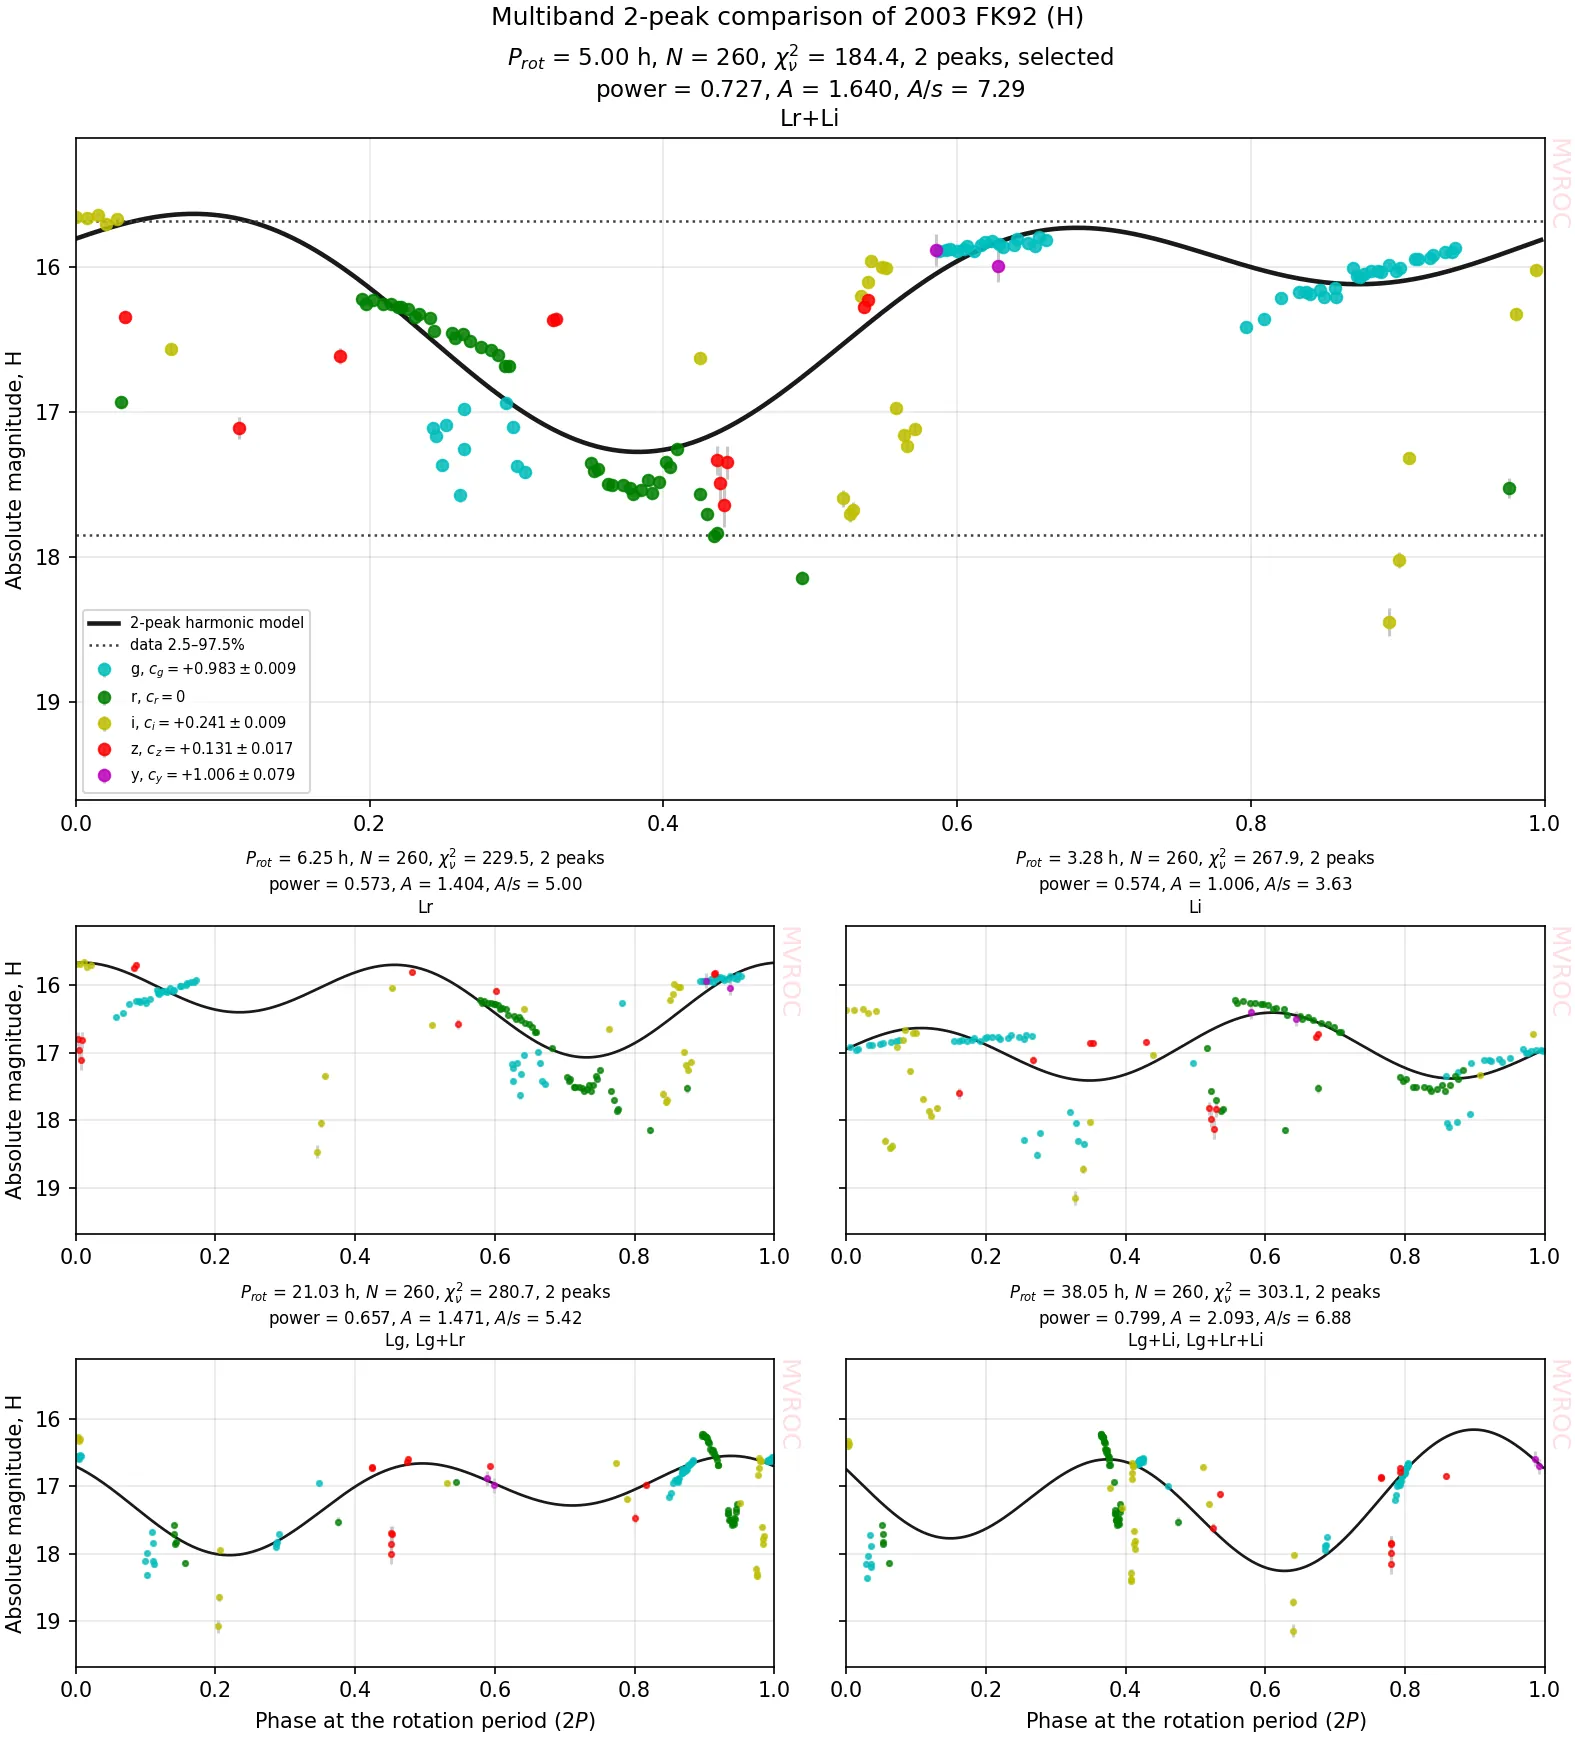 Multiband 2-peak comparison of 2003 FK92 (H)
P_rot = 5.00 h, N = 260, χ²_ν = 184.4, 2 peaks, selected
power = 0.727, A = 1.640, A/s = 7.29
Lr+Li
MVROC
Absolute magnitude, H
16
17
18
19
2-peak harmonic model
data 2.5–97.5%
g, c_g = +0.983 ± 0.009
r, c_r = 0
i, c_i = +0.241 ± 0.009
z, c_z = +0.131 ± 0.017
y, c_y = +1.006 ± 0.079
0.0 0.2 0.4 0.6 0.8 1.0
P_rot = 6.25 h, N = 260, χ²_ν = 229.5, 2 peaks
power = 0.573, A = 1.404, A/s = 5.00
Lr
MVROC
Absolute magnitude, H
16
17
18
19
0.0 0.2 0.4 0.6 0.8 1.0
P_rot = 3.28 h, N = 260, χ²_ν = 267.9, 2 peaks
power = 0.574, A = 1.006, A/s = 3.63
Li
MVROC
0.0 0.2 0.4 0.6 0.8 1.0
P_rot = 21.03 h, N = 260, χ²_ν = 280.7, 2 peaks
power = 0.657, A = 1.471, A/s = 5.42
Lg, Lg+Lr
MVROC
Absolute magnitude, H
16
17
18
19
0.0 0.2 0.4 0.6 0.8 1.0
Phase at the rotation period (2P)
P_rot = 38.05 h, N = 260, χ²_ν = 303.1, 2 peaks
power = 0.799, A = 2.093, A/s = 6.88
Lg+Li, Lg+Lr+Li
MVROC
0.0 0.2 0.4 0.6 0.8 1.0
Phase at the rotation period (2P)